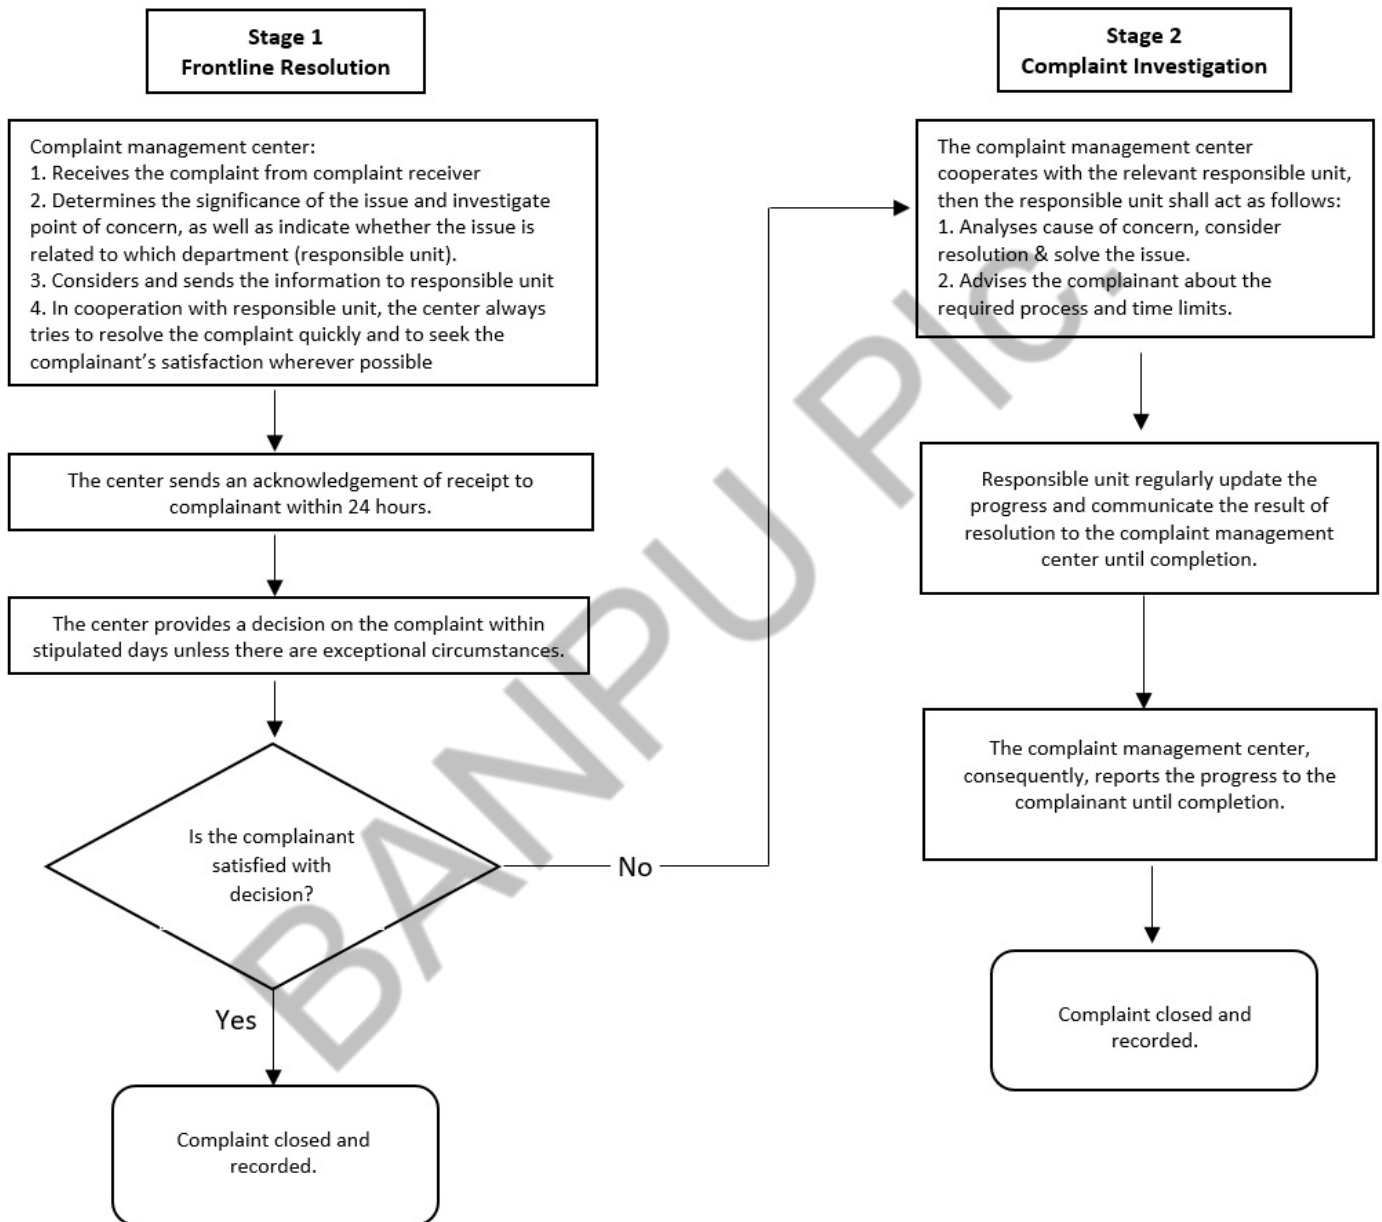 Stage 1
Frontline Resolution
Complaint management center:
1. Receives the complaint from complaint receiver
2. Determines the significance of the issue and investigate
point of concern, as well as indicate whether the issue is
related to which department (responsible unit).
3. Considers and sends the information to responsible unit
4. In cooperation with responsible unit, the center always
tries to resolve the complaint quickly and to seek the
complainant's satisfaction wherever possible
The center sends an acknowledgement of receipt to
complainant within 24 hours.
The center provides a decision on the complaint within
stipulated days unless there are exceptional circumstances.
Is the complainant
satisfied with
decision?
No
Yes
Complaint closed and
recorded.
Stage 2
Complaint Investigation
The complaint management center
cooperates with the relevant responsible unit,
then the responsible unit shall act as follows:
1. Analyses cause of concern, consider
resolution & solve the issue.
2. Advises the complainant about the
required process and time limits.
Responsible unit regularly update the
progress and communicate the result of
resolution to the complaint management
center until completion.
The complaint management center,
consequently, reports the progress to the
complainant until completion.
Complaint closed and
recorded.
BANPU Plc.